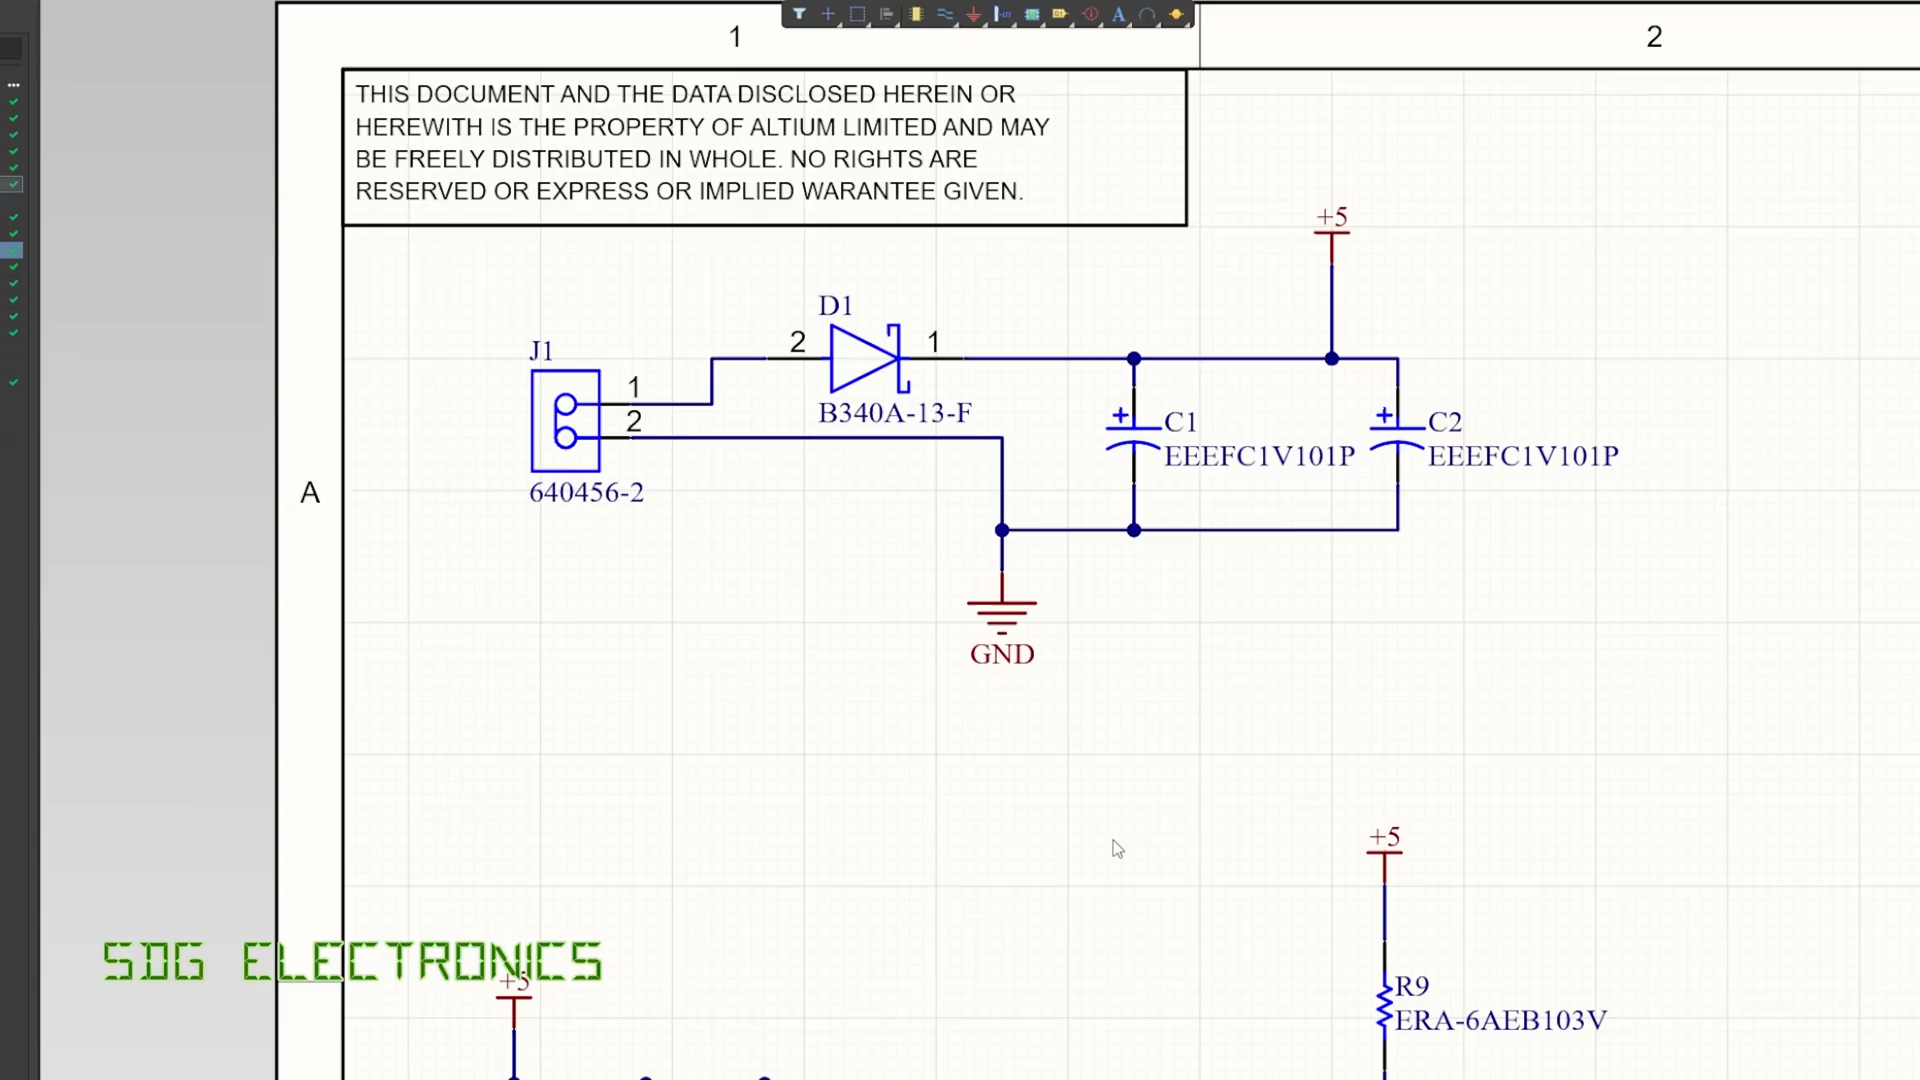 1
2
THIS DOCUMENT AND THE DATA DISCLOSED HEREIN OR
HEREWITH IS THE PROPERTY OF ALTIUM LIMITED AND MAY
BE FREELY DISTRIBUTED IN WHOLE. NO RIGHTS ARE
RESERVED OR EXPRESS OR IMPLIED WARANTEE GIVEN.
+5
D1
2
1
J1
1
2
B340A-13-F
C1
EEEFC1V101P
C2
EEEFC1V101P
640456-2
A
GND
+5
SDG ELECTRONICS
+5
R9
ERA-6AEB103V